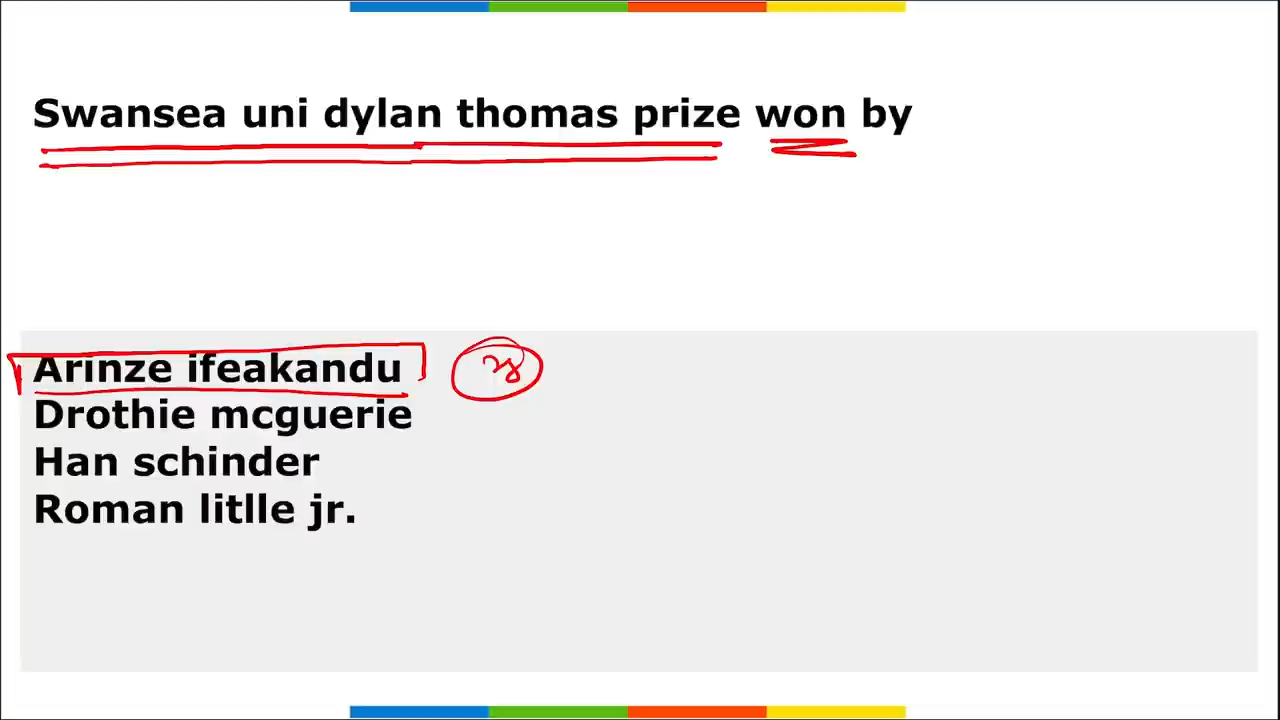 Swansea uni dylan thomas prize won by
Arinze ifeakandu
Drothie mcguerie
Han schinder
Roman litlle jr.